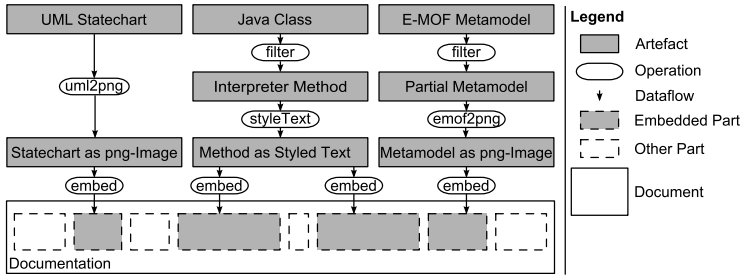 UML Statechart
Java Class
E-MOF Metamodel
filter
filter
uml2png
Interpreter Method
Partial Metamodel
styleText
emof2png
Statechart as png-Image
Method as Styled Text
Metamodel as png-Image
embed
embed
embed
embed
Documentation
Legend
Artefact
Operation
Dataflow
Embedded Part
Other Part
Document